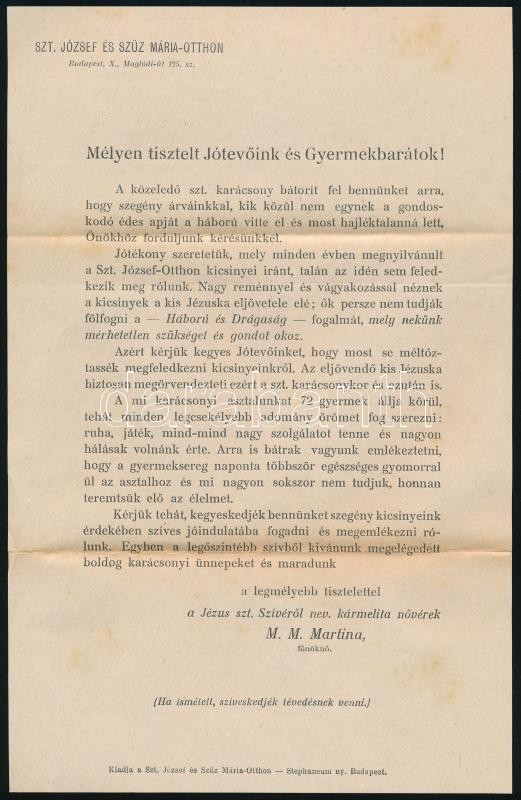 SZT. JÓZSEF ÉS SZŰZ MÁRIA-OTTHON
Budapest, X., Maglódi-út 125. sz.
Mélyen tisztelt Jótevőink és Gyermekbarátok!
A közeledő szt. karácsony bátorít fel bennünket arra,
hogy szegény árváinkkal, kik közül nem egynek a gondos-
kodó édes apját a háború vitte el és most hajléktalanná lett,
Önökhöz forduljunk kérésünkkel.
Jótékony szeretetük, mely minden évben megnyilvánult
a Szt. József-Otthon kicsinyei iránt, talán az idén sem feled-
kezik meg rólunk. Nagy reménnyel és vágyakozással néznek
a kicsinyek a kis Jézuska eljövetele elé; ők persze nem tudják
fölfogni a — Háború és Drágaság — fogalmát, mely nekünk
mérhetetlen szükséget és gondot okoz.
Azért kérjük kegyes Jótevőinket, hogy most se méltóz-
tassék megfeledkezni kicsinyeinkről. Az eljövendő kis Jézuska
biztosan megörvendezteti ezért a szt. karácsonykor és azután is.
A mi karácsonyi asztalunkat 72 gyermek állja körül,
tehát minden legcsekélyebb adomány örömet fog szerezni:
ruha, játék, mind-mind nagy szolgálatot tenne és nagyon
hálásak volnánk érte. Arra is bátrak vagyunk emlékeztetni,
hogy a gyermeksereg naponta többször egészséges gyomorral
ül az asztalhoz és mi nagyon sokszor nem tudjuk, honnan
teremtsük elő az élelmet.
Kérjük tehát, kegyeskedjék bennünket szegény kicsinyeink
érdekében szíves jóindulatába fogadni és megemlékezni ró-
lunk. Egyben a legőszintébb szívből kívánunk megelégedett
boldog karácsonyi ünnepeket és maradunk
a legmélyebb tisztelettel
a Jézus szt. Szívéről nev. kármelita nővérek
M. M. Martina,
főnöknő.
(Ha ismételt, szíveskedjék tévedésnek venni.)
Kiadja a Szt. József és Szűz Mária-Otthon — Stephaneum ny. Budapest.
darabanth